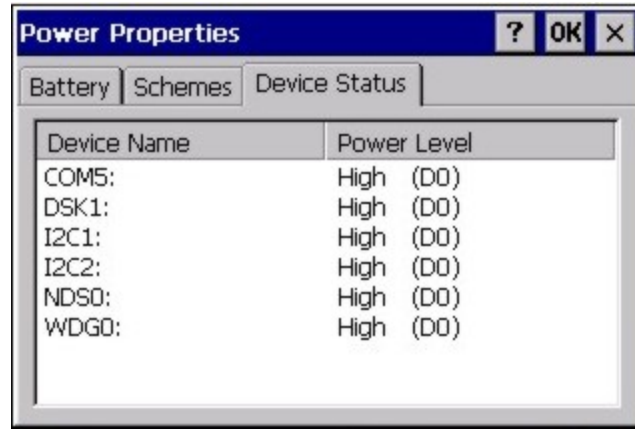 Power Properties ? OK ×
Battery Schemes Device Status
Device Name Power Level
COM5: High (D0)
DSK1: High (D0)
I2C1: High (D0)
I2C2: High (D0)
NDS0: High (D0)
WDG0: High (D0)